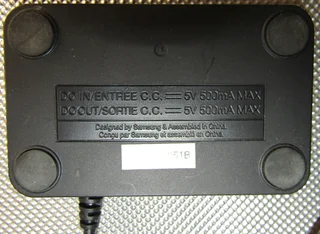 DC IN/ENTREE C.C. ⎓ 5V 500mA MAX
DC OUT/SORTIE C.C. ⎓ 5V 500mA MAX
Designed by Samsung & Assembled in China.
Conçu par Samsung et assemblé en Chine.
51B